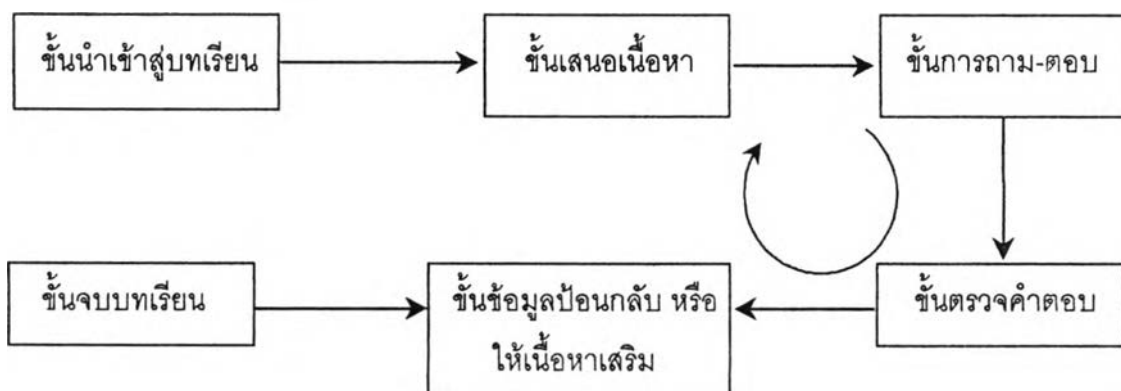 ขั้นนำเข้าสู่บทเรียน
ขั้นเสนอเนื้อหา
ขั้นการถาม-ตอบ
ขั้นจบบทเรียน
ขั้นข้อมูลป้อนกลับ หรือ
ให้เนื้อหาเสริม
ขั้นตรวจคำตอบ